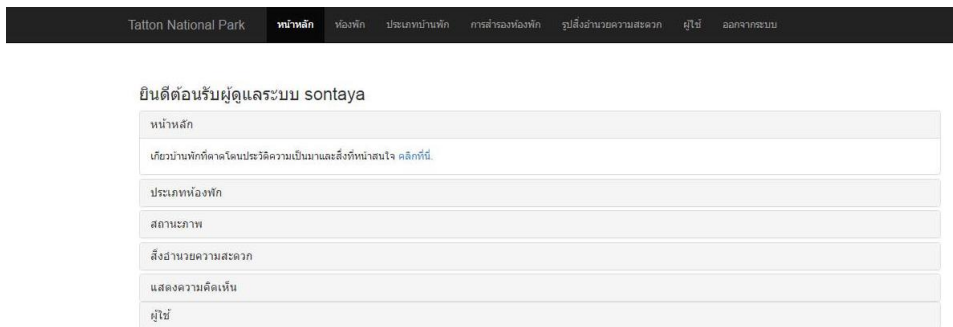 Tatton National Park หน้าหลัก ห้องพัก ประเภทบ้านพัก การสำรองห้องพัก รูปสิ่งอำนวยความสะดวก ผู้ใช้ ออกจากระบบ
ยินดีต้อนรับผู้ดูแลระบบ sontaya
หน้าหลัก
เกียวบ้านพักที่ตาดโตนประวัติความเป็นมาและสิ่งที่หน้าสนใจ คลิกที่นี่.
ประเภทห้องพัก
สถานะภาพ
สิ่งอำนวยความสะดวก
แสดงความคิดเห็น
ผู้ใช้